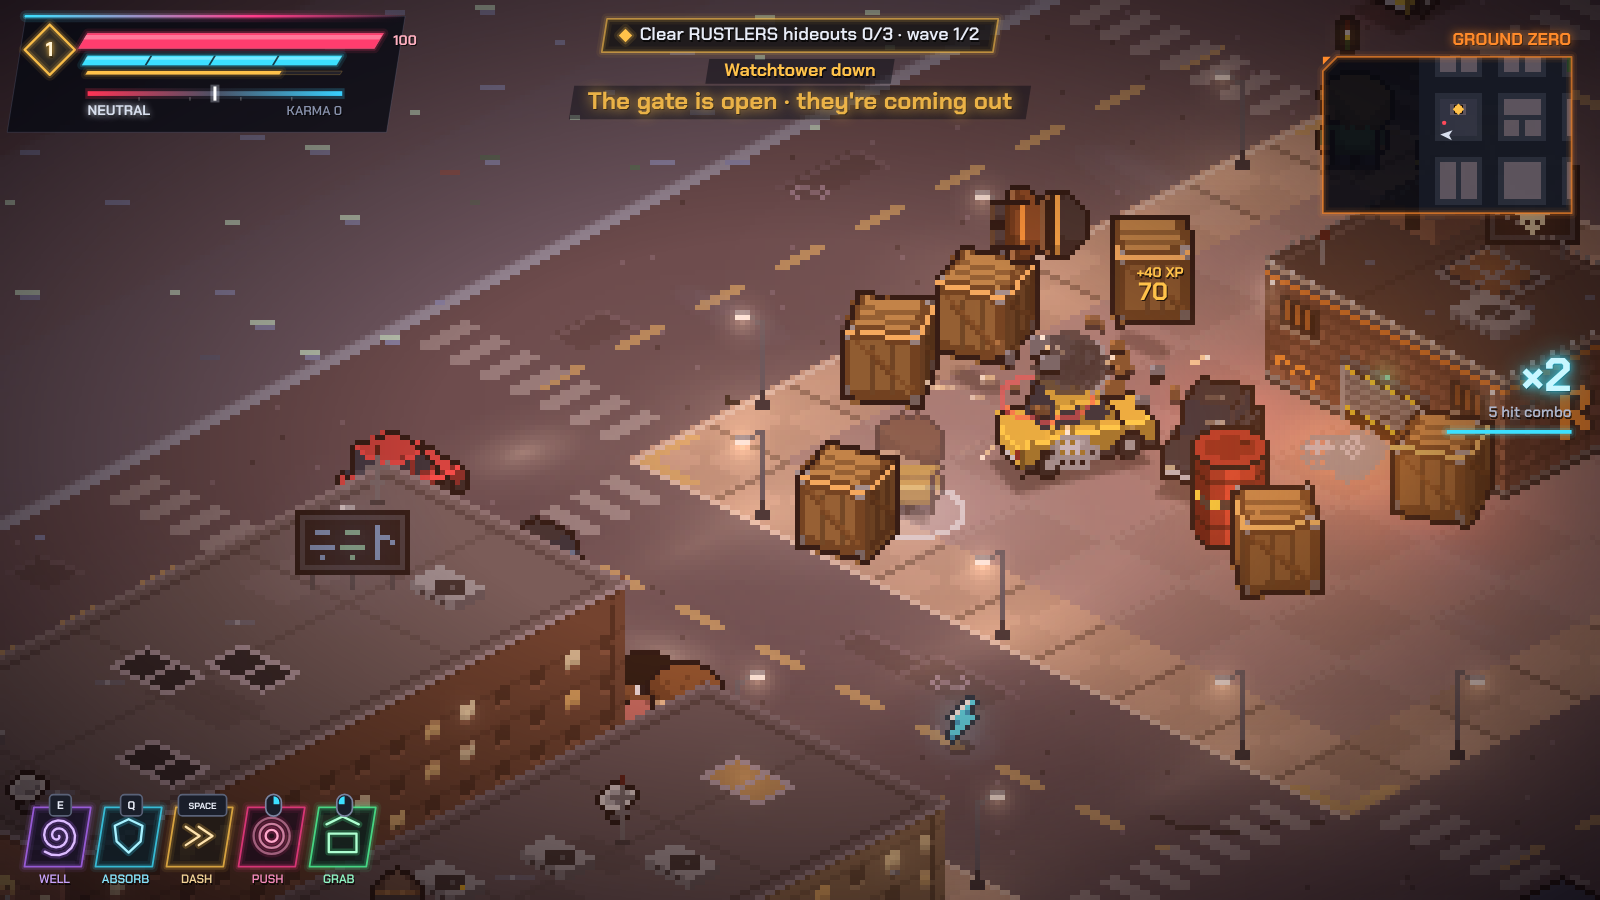 1
100
NEUTRAL
KARMA 0
Clear RUSTLERS hideouts 0/3 · wave 1/2
Watchtower down
The gate is open · they're coming out
GROUND ZERO
+40 XP
70
×2
5 hit combo
E
Q
SPACE
WELL
ABSORB
DASH
PUSH
GRAB